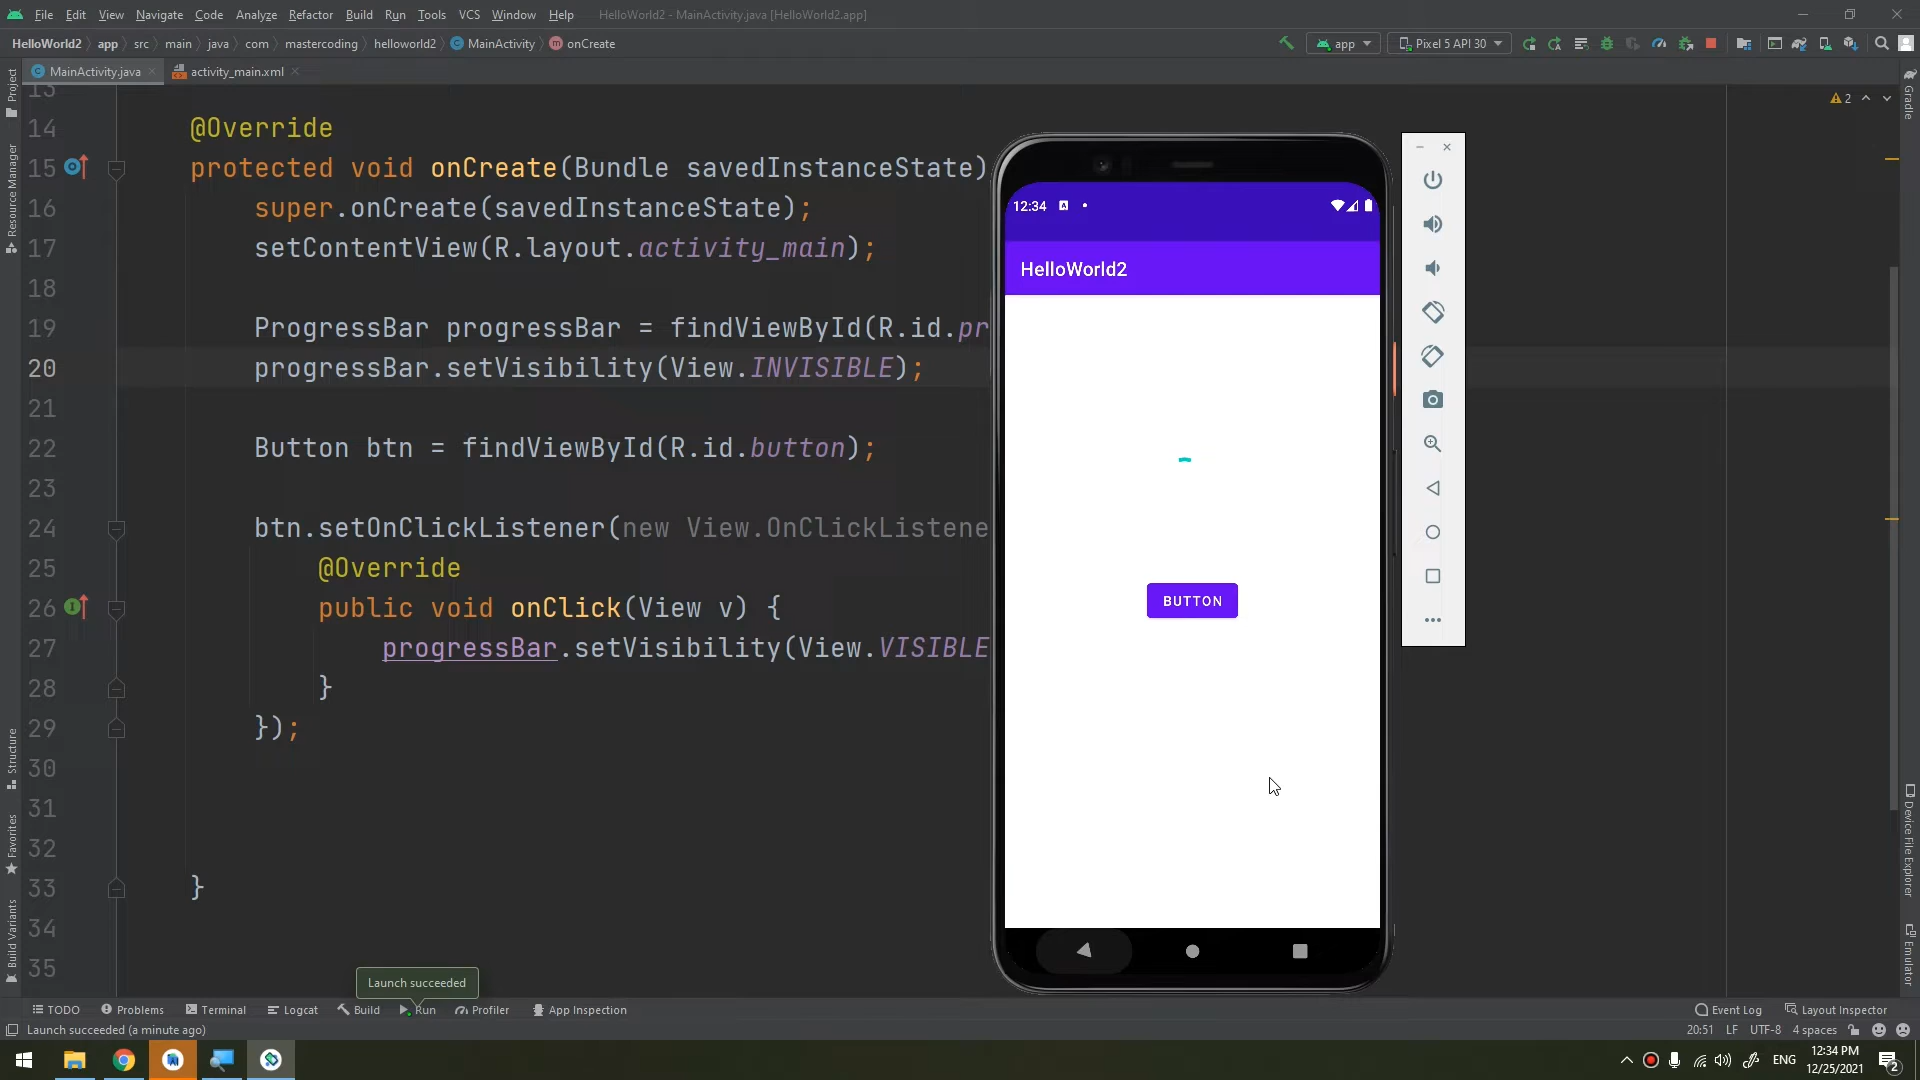 File Edit View Navigate Code Analyze Refactor Build Run Tools VCS Window Help HelloWorld2 - MainActivity.java [HelloWorld2.app]
HelloWorld2 app src main java com mastercoding helloworld2 MainActivity onCreate app Pixel 5 API 30
MainActivity.java activity_main.xml
Project
Resource Manager
Structure
Favorites
Build Variants
Gradle
Device File Explorer
Emulator
2
13
14 @Override
15 protected void onCreate(Bundle savedInstanceState)
16 super.onCreate(savedInstanceState);
17 setContentView(R.layout.activity_main);
18
19 ProgressBar progressBar = findViewById(R.id.pr
20 progressBar.setVisibility(View.INVISIBLE);
21
22 Button btn = findViewById(R.id.button);
23
24 btn.setOnClickListener(new View.OnClickListene
25 @Override
26 public void onClick(View v) {
27 progressBar.setVisibility(View.VISIBLE
28 }
29 });
30
31
32
33 }
34
35
12:34
HelloWorld2
BUTTON
Launch succeeded
TODO Problems Terminal Logcat Build Run Profiler App Inspection Event Log Layout Inspector
Launch succeeded (a minute ago) 20:51 LF UTF-8 4 spaces
ENG 12:34 PM
12/25/2021
2